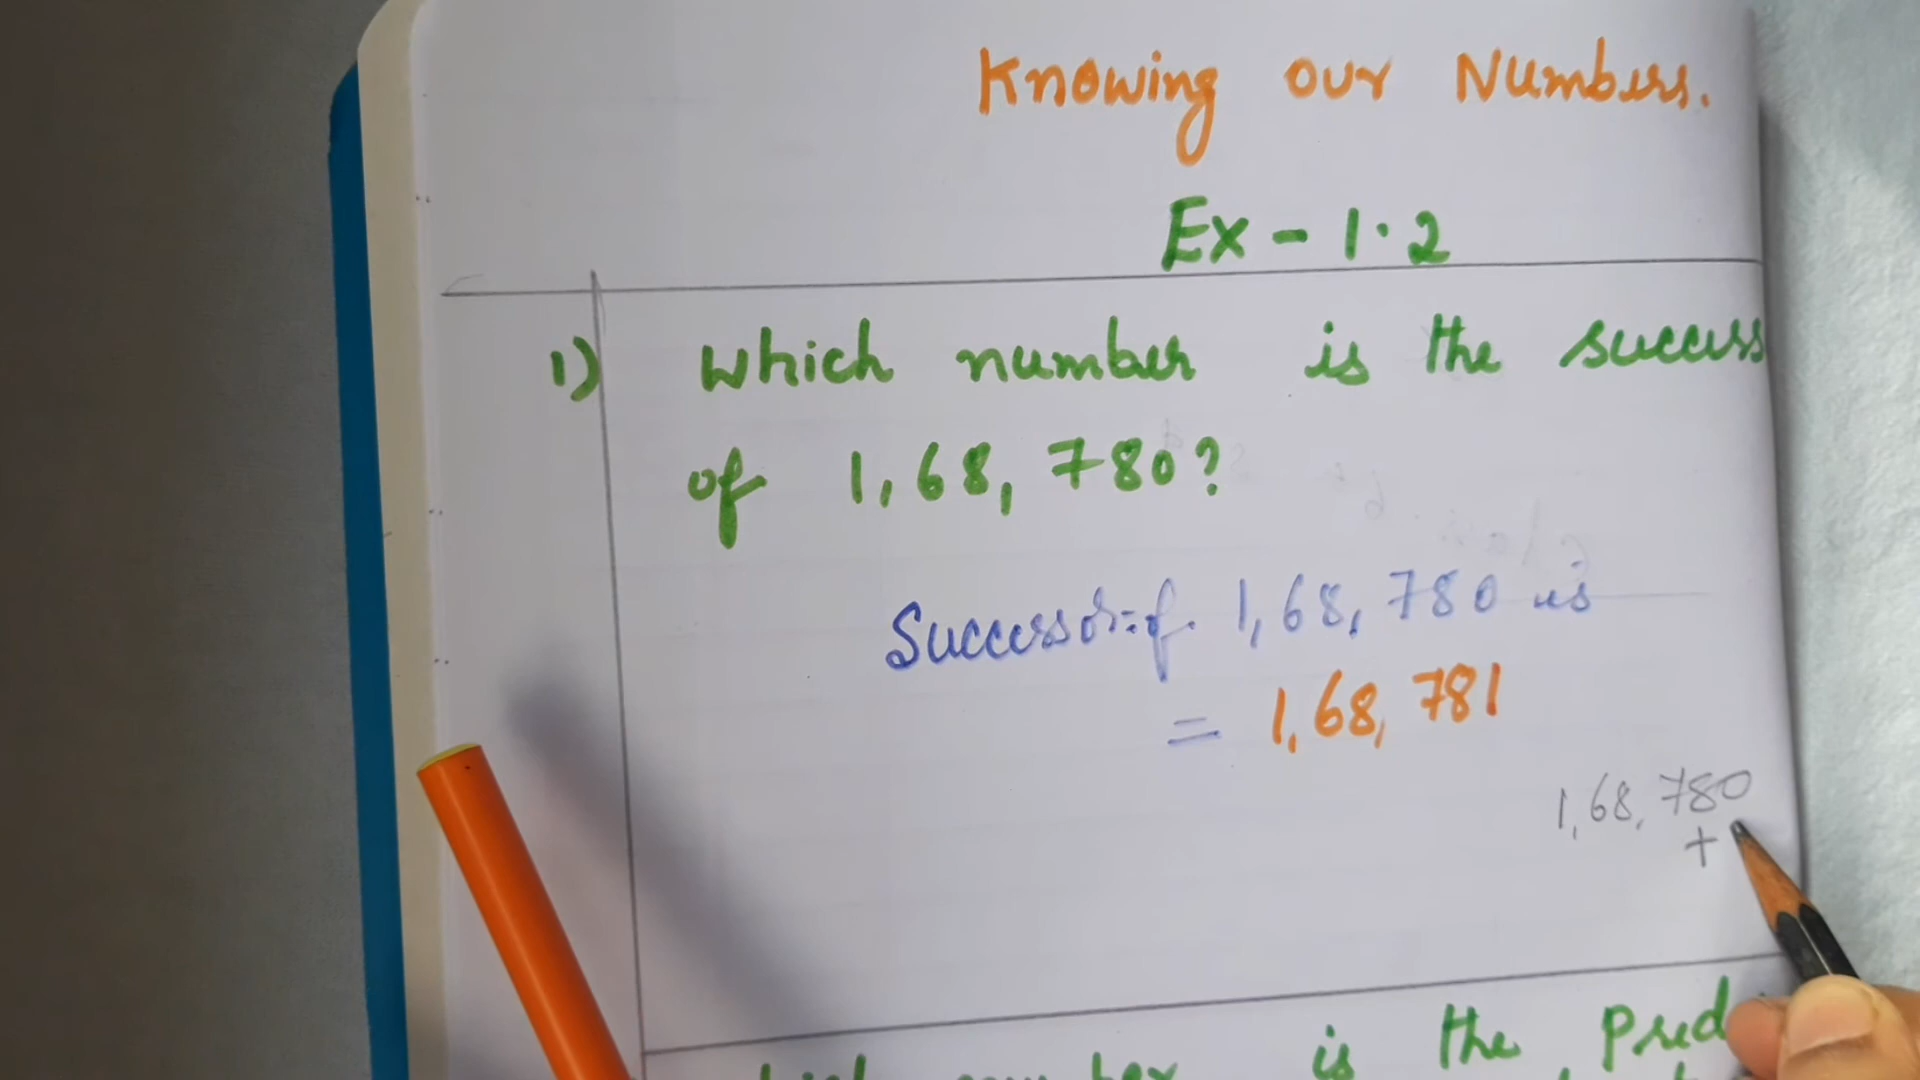 Knowing our Numbers.
Ex - 1.2
1) Which number is the success
of 1,68,780?
Successor of 1,68,780 is
= 1,68,781
1,68,780
+
is the Pred